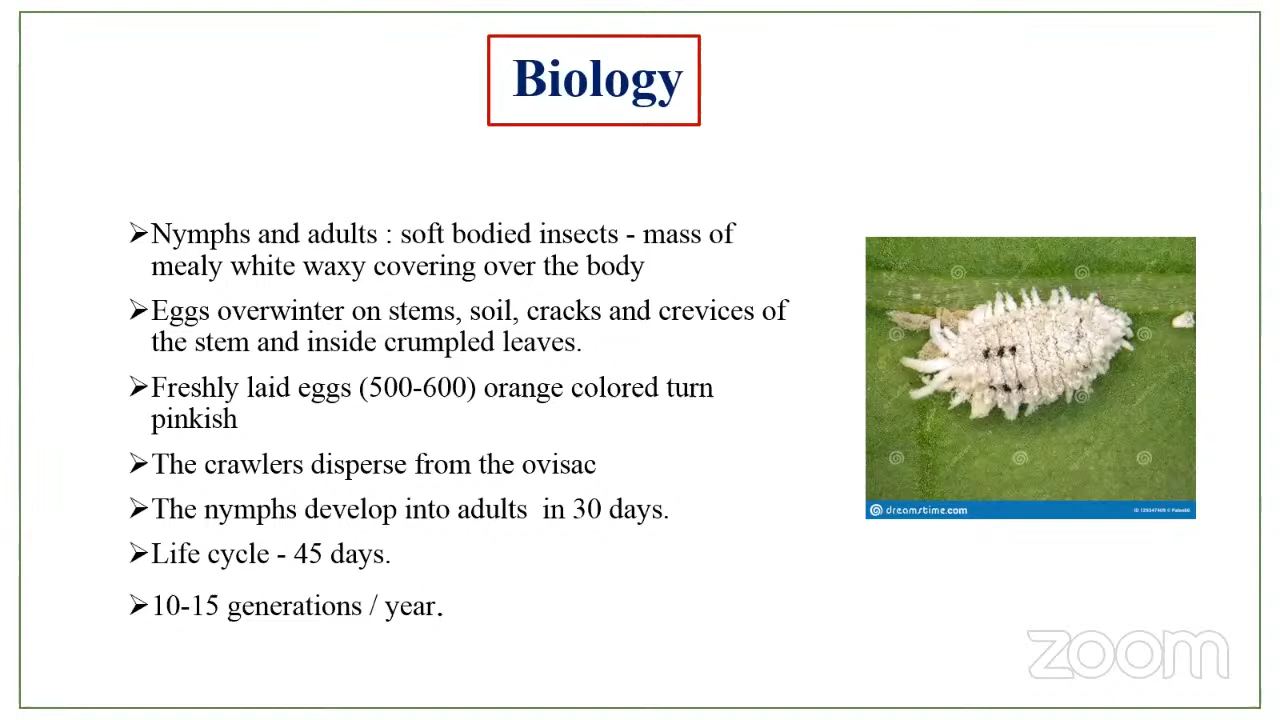 Biology
➢Nymphs and adults : soft bodied insects - mass of
mealy white waxy covering over the body
➢Eggs overwinter on stems, soil, cracks and crevices of
the stem and inside crumpled leaves.
➢Freshly laid eggs (500-600) orange colored turn
pinkish
➢The crawlers disperse from the ovisac
➢The nymphs develop into adults  in 30 days.
➢Life cycle - 45 days.
➢10-15 generations / year.
dreamstime.com
zoom